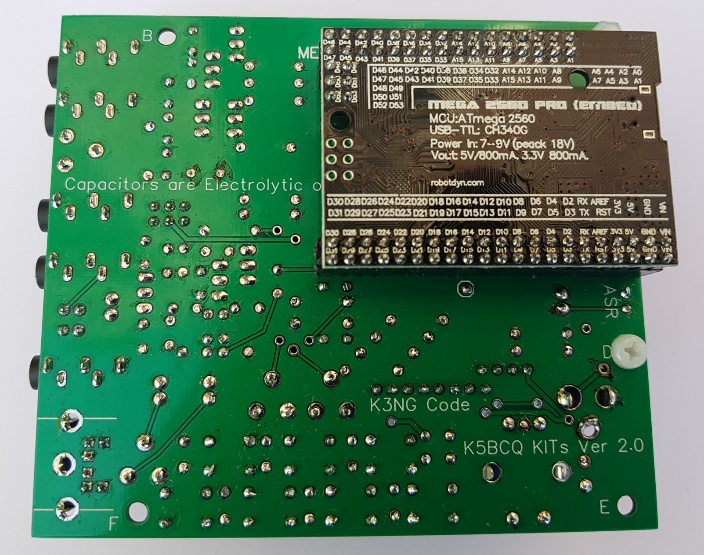 B
ME
D46 D44 D42 D40 D38 D36 D34 D32 A14 A12 A10 A8 A6 A4 A2 A0
D47 D45 D43 D41 D39 D37 D35 D33 A15 A13 A11 A9 A7 A5 A3 A1
D48 D49
D50 D51
D52 D53
MEGA 2560 PRO (EMBED)
MCU:ATmega 2560
USB-TTL: CH340G
Power In: 7~9V (peack 18V)
Vout: 5V/800mA, 3.3V 800mA.
robotdyn.com
Capacitors are Electrolytic o
D30 D28 D26 D24 D22 D20 D18 D16 D14 D12 D10 D8 D6 D4 D2 RX AREF 3V3 5V GND VIN
D31 D29 D27 D25 D23 D21 D19 D17 D15 D13 D11 D9 D7 D5 D3 TX RST
ASR
D
K3NG Code
K5BCQ KITs Ver 2.0
F
E